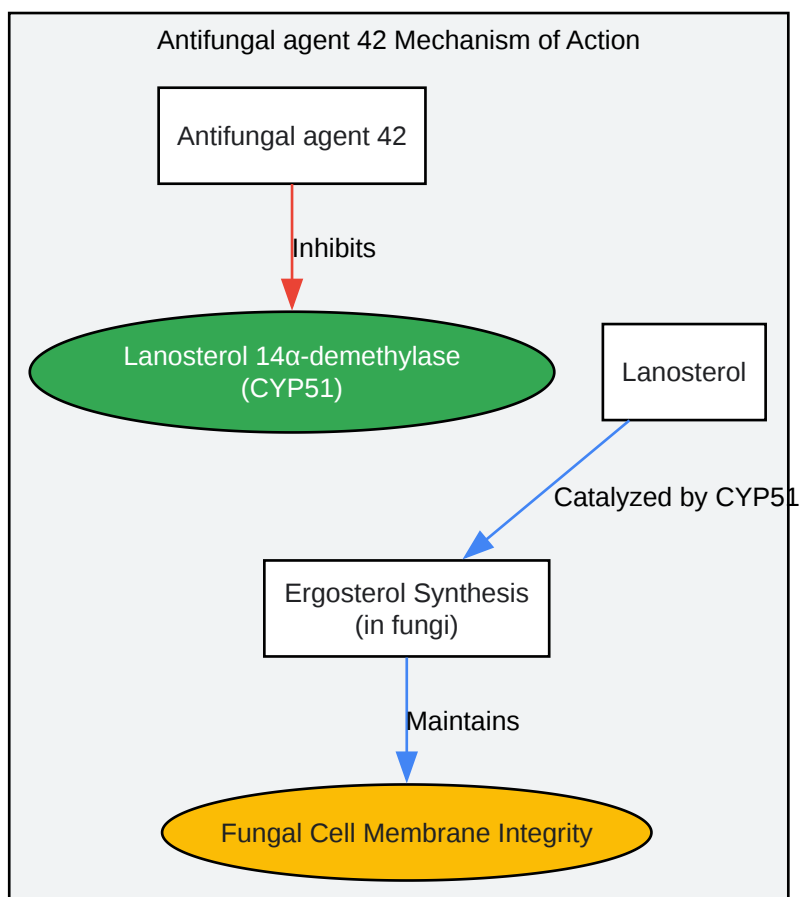 Antifungal agent 42 Mechanism of Action
Antifungal agent 42
Inhibits
Lanosterol 14α-demethylase
(CYP51)
Lanosterol
Catalyzed by CYP51
Ergosterol Synthesis
(in fungi)
Maintains
Fungal Cell Membrane Integrity